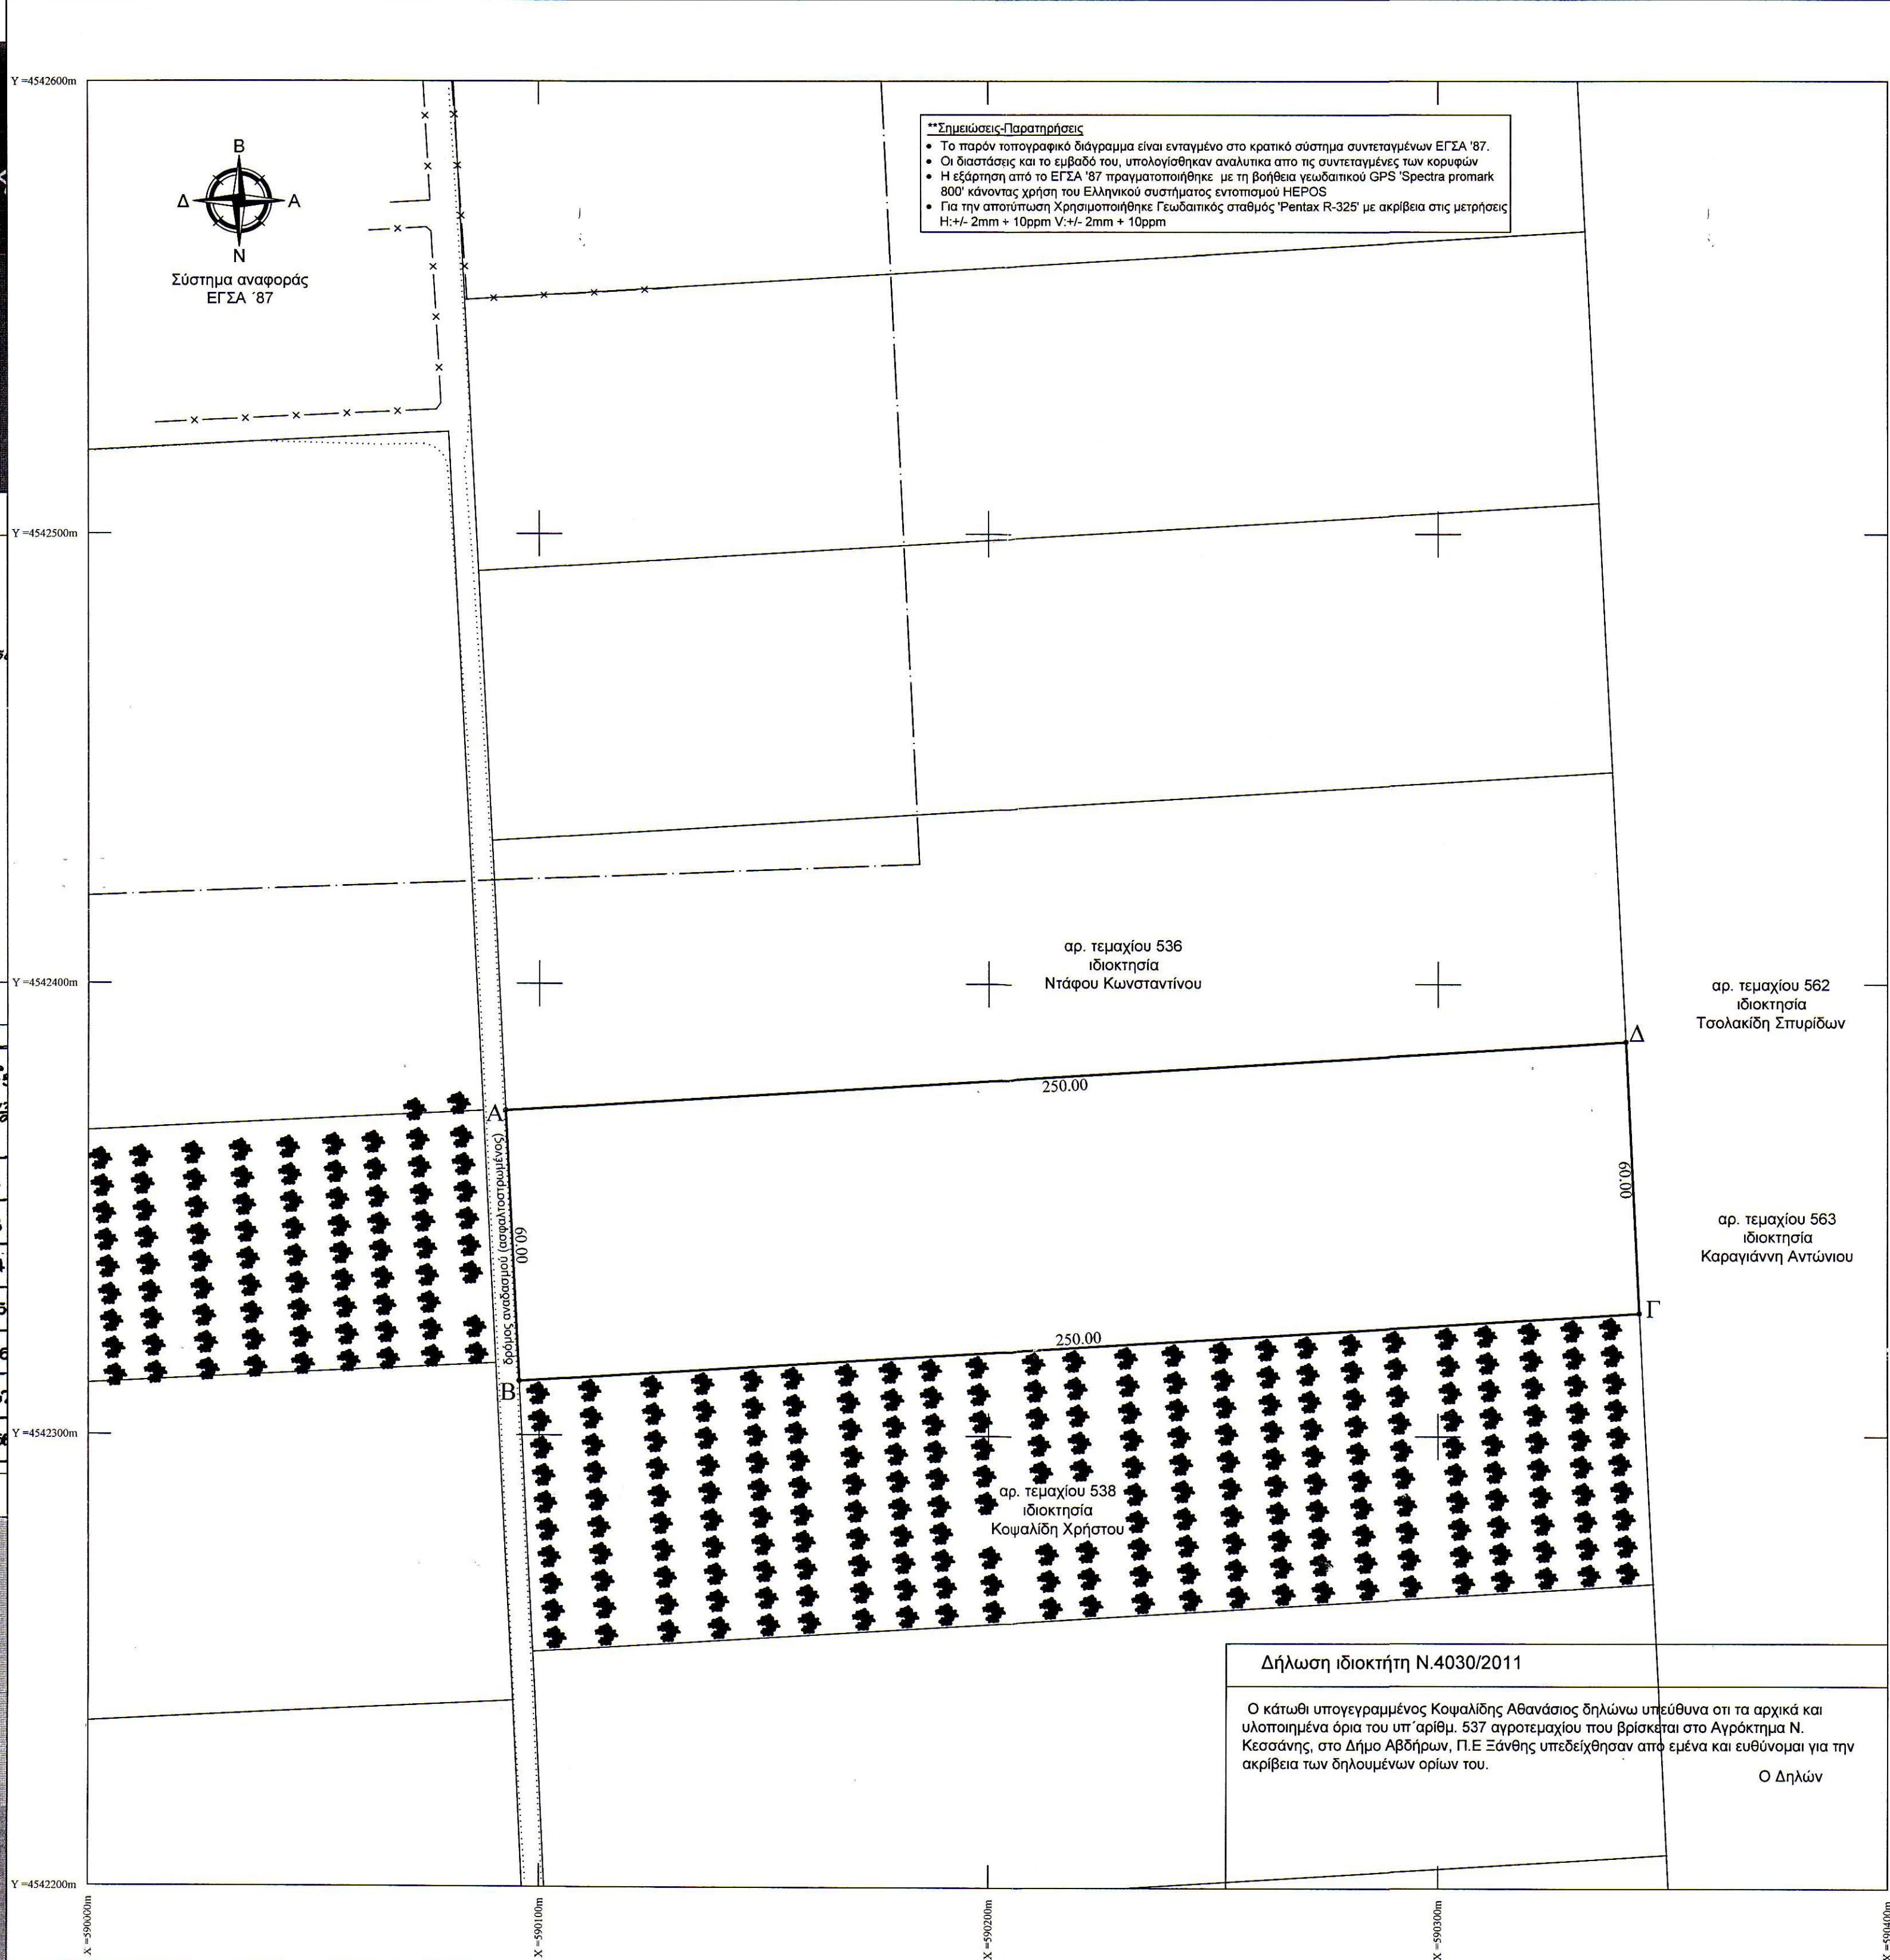 Y =4542600m
**Σημειώσεις-Παρατηρήσεις
• Το παρόν τοπογραφικό διάγραμμα είναι ενταγμένο στο κρατικό σύστημα συντεταγμένων ΕΓΣΑ '87.
• Οι διαστάσεις και το εμβαδό του, υπολογίσθηκαν αναλυτικα απο τις συντεταγμένες των κορυφών
• Η εξάρτηση από το ΕΓΣΑ '87 πραγματοποιήθηκε με τη βοήθεια γεωδαιτικού GPS 'Spectra promark
800' κάνοντας χρήση του Ελληνικού συστήματος εντοπισμού HEPOS
• Για την αποτύπωση Χρησιμοποιήθηκε Γεωδαιτικός σταθμός 'Pentax R-325' με ακρίβεια στις μετρήσεις
H:+/- 2mm + 10ppm V:+/- 2mm + 10ppm
Β
Δ
Α
Ν
Σύστημα αναφοράς
ΕΓΣΑ ΄87
Y =4542500m
αρ. τεμαχίου 536
ιδιοκτησία
Ντάφου Κωνσταντίνου
Y =4542400m
αρ. τεμαχίου 562
ιδιοκτησία
Τσολακίδη Σπυρίδων
Δ
250.00
Α
δρόμος αναδασμού (ασφαλτοστρωμένος)
60.00
60.00
αρ. τεμαχίου 563
ιδιοκτησία
Καραγιάννη Αντώνιου
Γ
250.00
Β
Y =4542300m
αρ. τεμαχίου 538
ιδιοκτησία
Κοψαλίδη Χρήστου
Δήλωση ιδιοκτήτη Ν.4030/2011
Ο κάτωθι υπογεγραμμένος Κοψαλίδης Αθανάσιος δηλώνω υπεύθυνα οτι τα αρχικά και
υλοποιημένα όρια του υπ΄αρίθμ. 537 αγροτεμαχίου που βρίσκεται στο Αγρόκτημα Ν.
Κεσσάνης, στο Δήμο Αβδήρων, Π.Ε Ξάνθης υπεδείχθησαν από εμένα και ευθύνομαι για την
ακρίβεια των δηλουμένων ορίων του.
Ο Δηλών
Y =4542200m
X =590000m
X =590100m
X =590200m
X =590300m
X =590400m